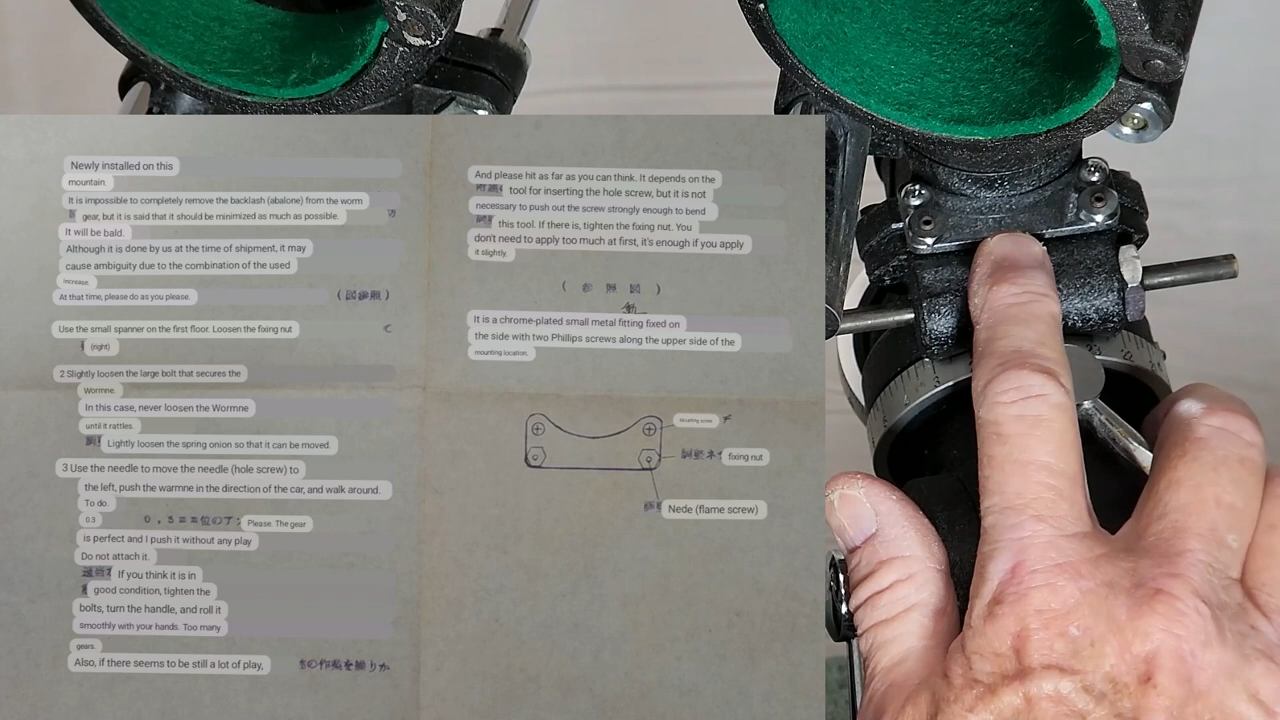 Newly installed on this
mountain.
It is impossible to completely remove the backlash (abalone) from the worm
gear, but it is said that it should be minimized as much as possible.
It will be bald.
Although it is done by us at the time of shipment, it may
cause ambiguity due to the combination of the used
increase.
At that time, please do as you please.
(図参照)
Use the small spanner on the first floor. Loosen the fixing nut
て
(right)
2 Slightly loosen the large bolt that secures the
Wormne.
In this case, never loosen the Wormne
until it rattles.
Lightly loosen the spring onion so that it can be moved.
3 Use the needle to move the needle (hole screw) to
the left, push the warmne in the direction of the car, and walk around.
To do.
0.3
Please. The gear
is perfect and I push it without any play
Do not attach it.
If you think it is in
good condition, tighten the
bolts, turn the handle, and roll it
smoothly with your hands. Too many
gears.
Also, if there seems to be still a lot of play,
And please hit as far as you can think. It depends on the
tool for inserting the hole screw, but it is not
necessary to push out the screw strongly enough to bend
this tool. If there is, tighten the fixing nut. You
don't need to apply too much at first, it's enough if you apply
it slightly.
(参照図)
It is a chrome-plated small metal fitting fixed on
the side with two Phillips screws along the upper side of the
mounting location.
Mounting screw
fixing nut
Nede (flame screw)